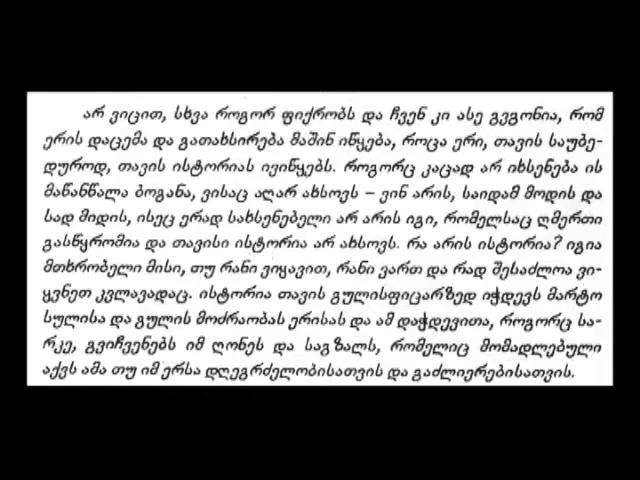 არ ვიცით, სხვა როგორ ფიქრობს და ჩვენ კი ასე გვგონია, რომ
ერის დაცემა და გათახსირება მაშინ იწყება, როცა ერი, თავის საუბე-
დუროდ, თავის ისტორიას ივიწყებს. როგორც კაცად არ იხსენება ის
მაწანწალა ბოგანა, ვისაც აღარ ახსოვს – ვინ არის, საიდამ მოდის და
სად მიდის, ისეც ერად სახსენებელი არ არის იგი, რომელსაც ღმერთი
გასწყრომია და თავისი ისტორია არ ახსოვს. რა არის ისტორია? იგია
მთხრობელი მისი, თუ რანი ვიყავით, რანი ვართ და რად შესაძლოა ვი-
ყვნეთ კვლავადაც. ისტორია თავის გულისფიცარზედ იჭდევს მარტო
სულისა და გულის მოძრაობას ერისას და ამ დაჭდევითა, როგორც სა-
რკე, გვიჩვენებს იმ ღონეს და საგზალს, რომელიც მომადლებული
აქვს ამა თუ იმ ერსა დღეგრძელობისათვის და გაძლიერებისათვის.